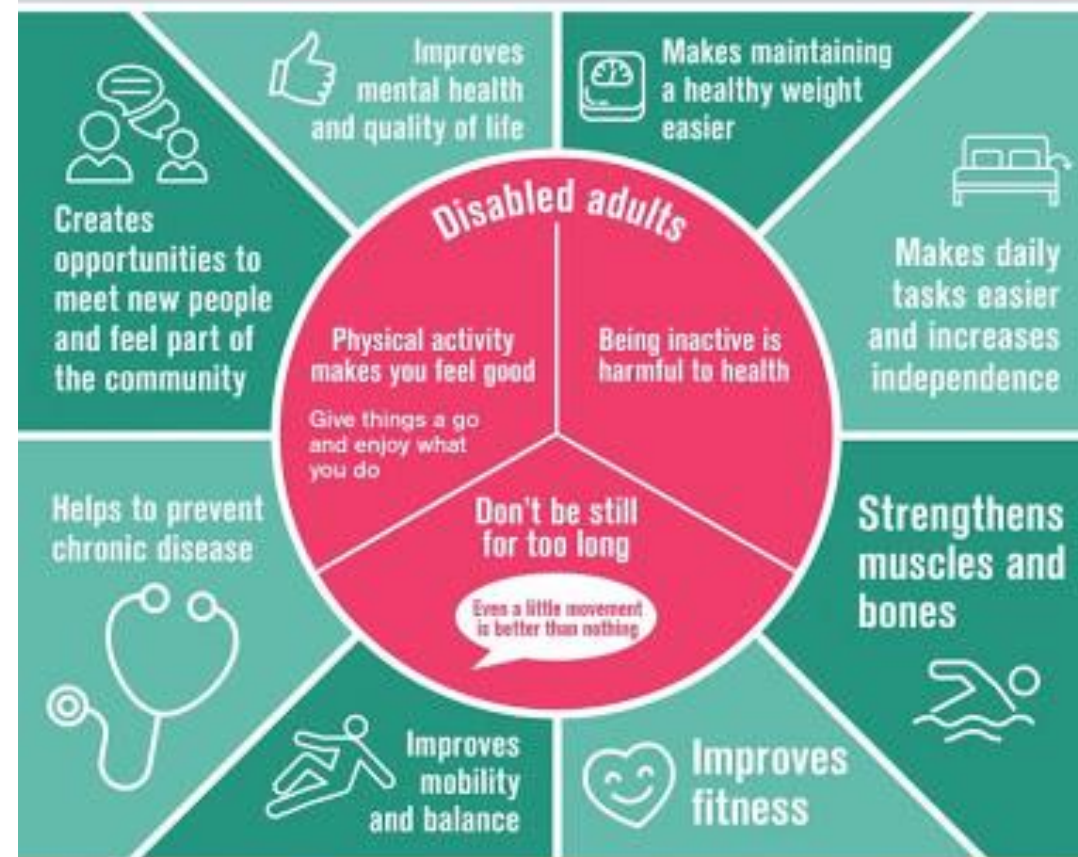 Improves
mental health
and quality of life
Makes maintaining
a healthy weight
easier
Creates
opportunities to
meet new people
and feel part of
the community
Disabled adults
Makes daily
tasks easier
and increases
independence
Physical activity
makes you feel good
Give things a go
and enjoy what
you do
Being inactive is
harmful to health
Don't be still
for too long
Even a little movement
is better than nothing
Helps to prevent
chronic disease
Strengthens
muscles and
bones
Improves
mobility
and balance
Improves
fitness